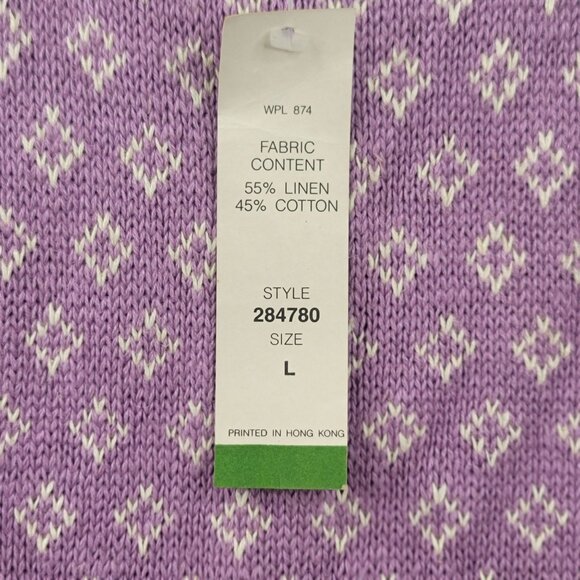 WPL 874
FABRIC
CONTENT
55% LINEN
45% COTTON
STYLE
284780
SIZE
L
PRINTED IN HONG KONG